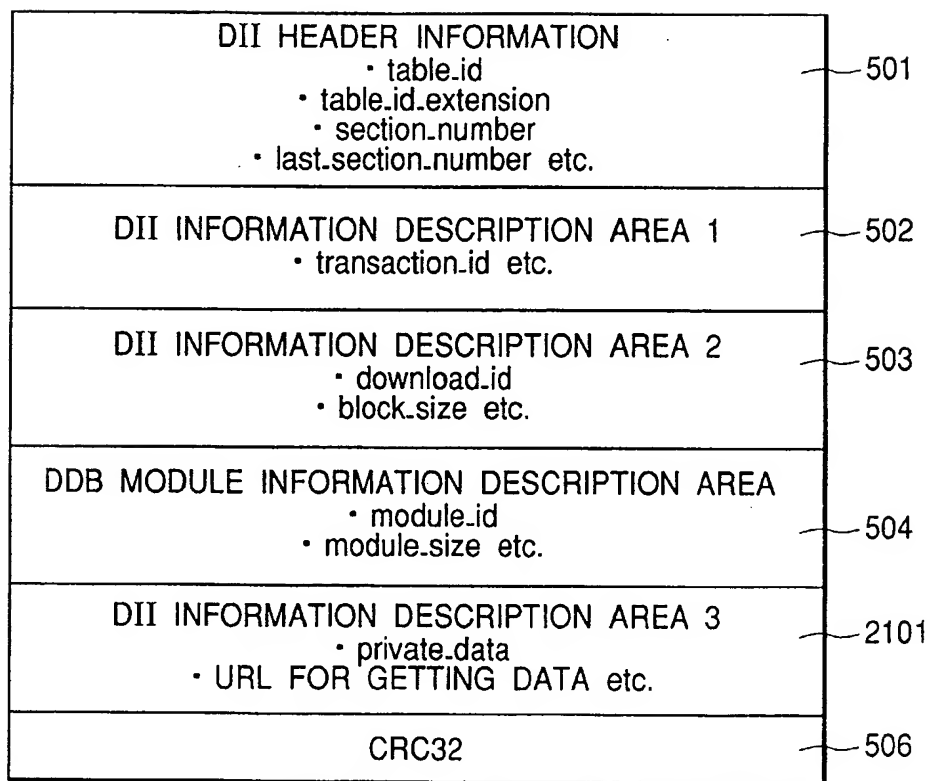 DII HEADER INFORMATION
・table_id
・table_id_extension
・section_number
・last_section_number etc.
501
DII INFORMATION DESCRIPTION AREA 1
・transaction_id etc.
502
DII INFORMATION DESCRIPTION AREA 2
・download_id
・block_size etc.
503
DDB MODULE INFORMATION DESCRIPTION AREA
・module_id
・module_size etc.
504
DII INFORMATION DESCRIPTION AREA 3
・private_data
・URL FOR GETTING DATA etc.
2101
CRC32
506